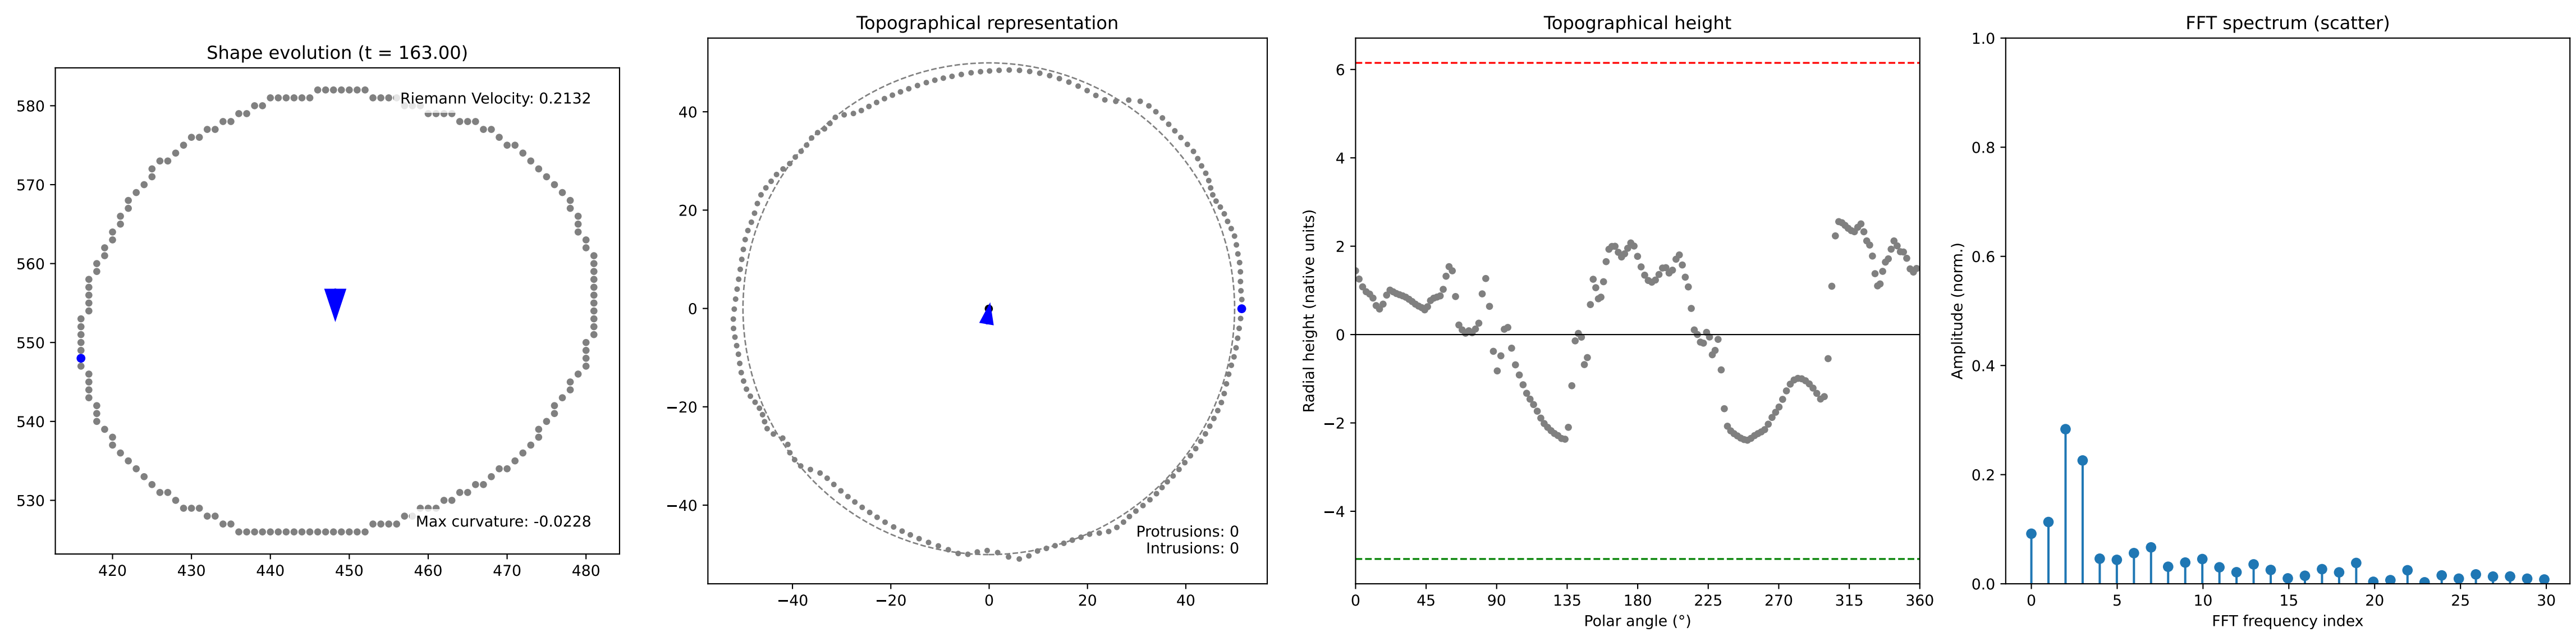 Shape evolution (t = 163.00)
Riemann Velocity: 0.2132
Max curvature: -0.0228
580
570
560
550
540
530
420 430 440 450 460 470 480
Topographical representation
40
20
0
−20
−40
−40 −20 0 20 40
Protrusions: 0
Intrusions: 0
Topographical height
Radial height (native units)
6
4
2
0
−2
−4
0 45 90 135 180 225 270 315 360
Polar angle (°)
FFT spectrum (scatter)
Amplitude (norm.)
1.0
0.8
0.6
0.4
0.2
0.0
0 5 10 15 20 25 30
FFT frequency index